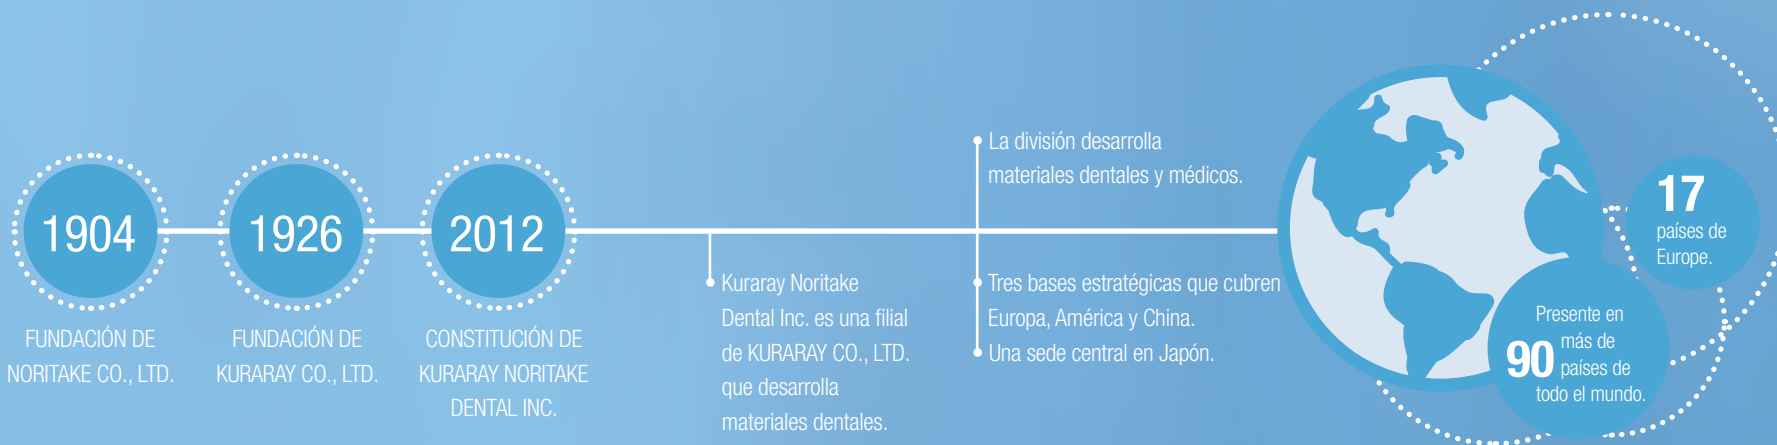 1904
FUNDACIÓN DE
NORITAKE CO., LTD.
1926
FUNDACIÓN DE
KURARAY CO., LTD.
2012
CONSTITUCIÓN DE
KURARAY NORITAKE
DENTAL INC.
Kuraray Noritake
Dental Inc. es una filial
de KURARAY CO., LTD.
que desarrolla
materiales dentales.
La división desarrolla
materiales dentales y médicos.
Tres bases estratégicas que cubren
Europa, América y China.
Una sede central en Japón.
17
países de
Europe.
Presente en
más de
90 países de
todo el mundo.